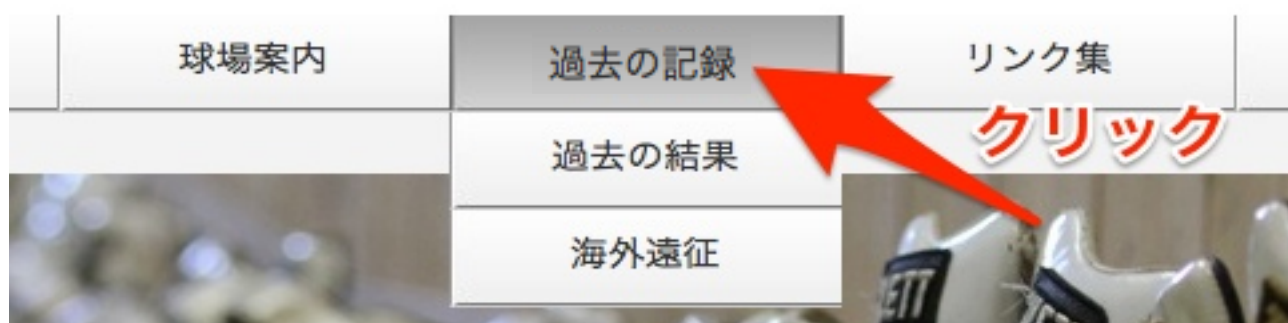 球場案内
過去の記録
リンク集
クリック
過去の結果
海外遠征